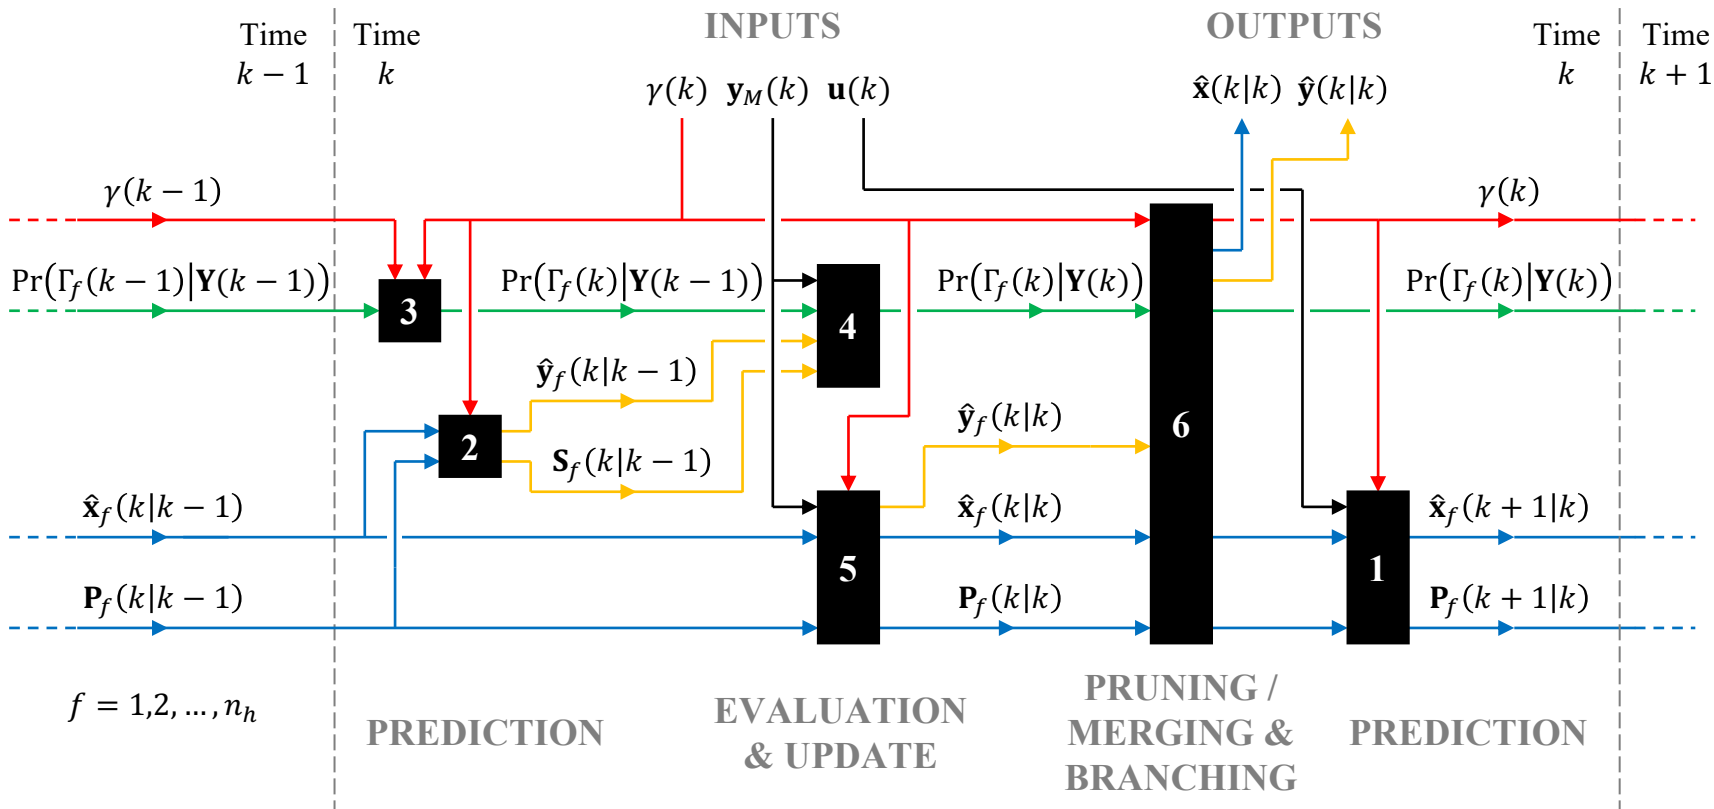 Time
k − 1
Time
k
INPUTS
OUTPUTS
Time
k
Time
k + 1
γ(k) 𝐲_M(k) 𝐮(k)
𝐱̂(k|k) 𝐲̂(k|k)
γ(k − 1)
γ(k)
Pr(Γ_f(k − 1)|𝐘(k − 1))
3
Pr(Γ_f(k)|𝐘(k − 1))
4
Pr(Γ_f(k)|𝐘(k))
Pr(Γ_f(k)|𝐘(k))
𝐲̂_f(k|k − 1)
2
𝐒_f(k|k − 1)
𝐲̂_f(k|k)
6
𝐱̂_f(k|k − 1)
𝐱̂_f(k|k)
𝐱̂_f(k + 1|k)
5
1
𝐏_f(k|k − 1)
𝐏_f(k|k)
𝐏_f(k + 1|k)
f = 1,2, … , n_h
PREDICTION
EVALUATION
& UPDATE
PRUNING /
MERGING &
BRANCHING
PREDICTION